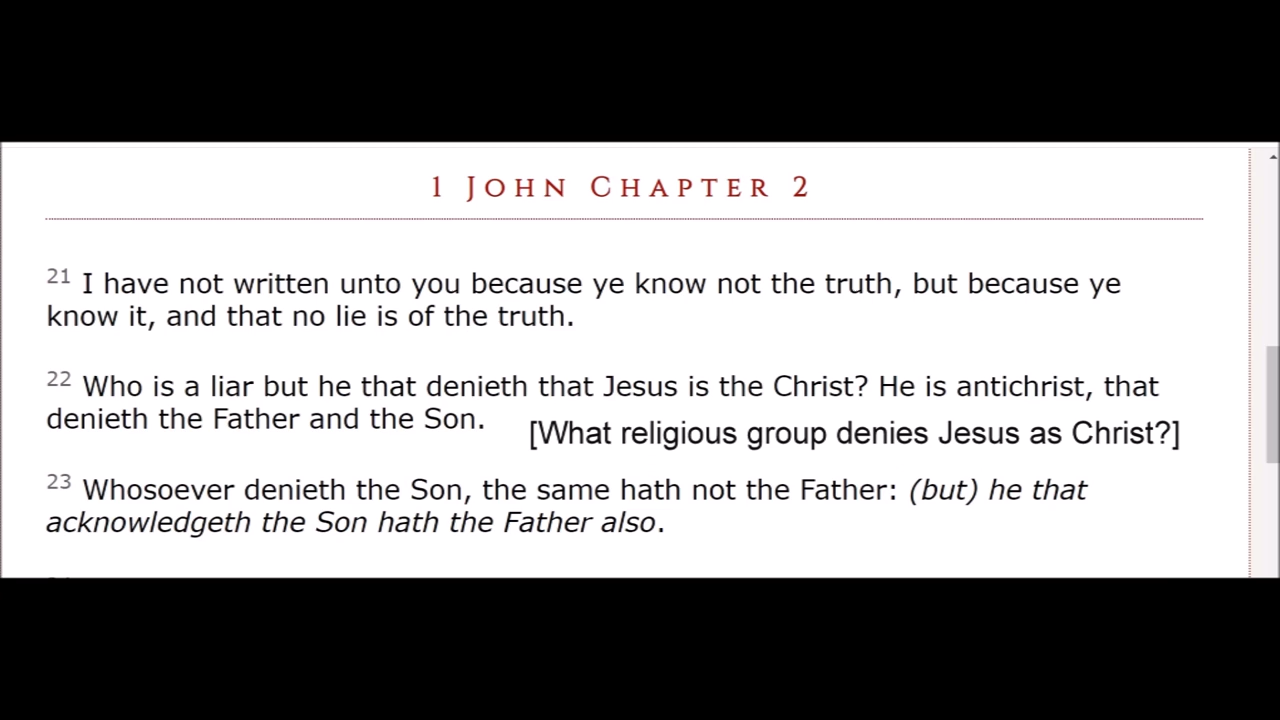 1 John Chapter 2
21 I have not written unto you because ye know not the truth, but because ye
know it, and that no lie is of the truth.
22 Who is a liar but he that denieth that Jesus is the Christ? He is antichrist, that
denieth the Father and the Son.
[What religious group denies Jesus as Christ?]
23 Whosoever denieth the Son, the same hath not the Father: (but) he that
acknowledgeth the Son hath the Father also.